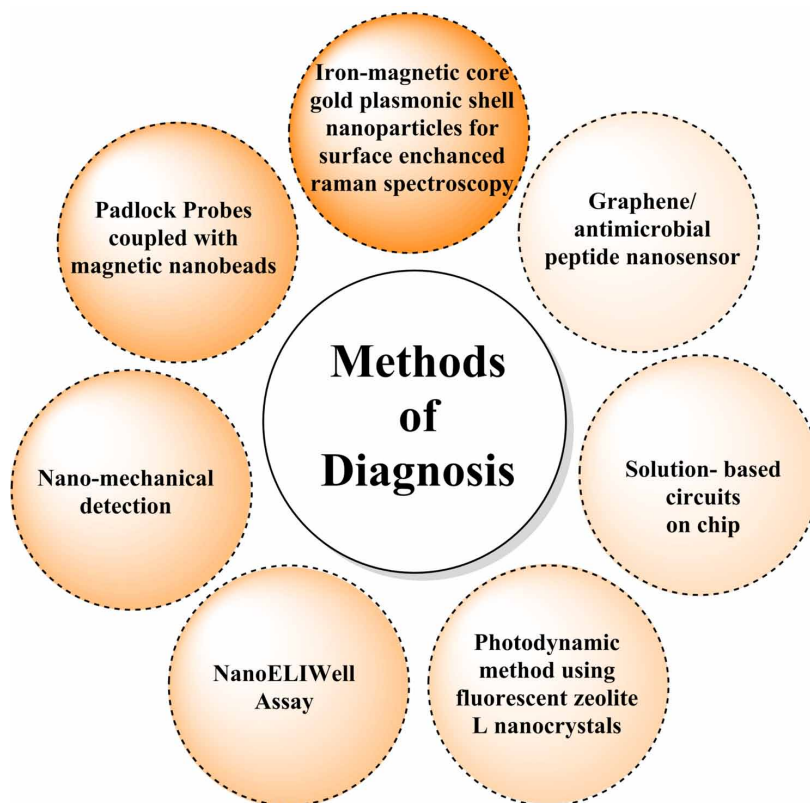 Iron-magnetic core
gold plasmonic shell
nanoparticles for
surface enchanced
raman spectroscopy
Graphene/
antimicrobial
peptide nanosensor
Solution- based
circuits
on chip
Photodynamic
method using
fluorescent zeolite
L nanocrystals
NanoELIWell
Assay
Nano-mechanical
detection
Padlock Probes
coupled with
magnetic nanobeads
Methods
of
Diagnosis